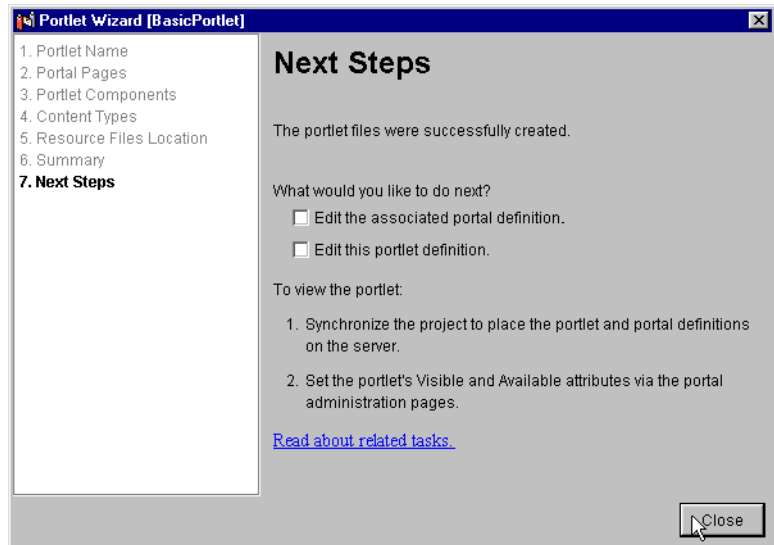 Portlet Wizard [BasicPortlet]
1. Portlet Name
2. Portal Pages
3. Portlet Components
4. Content Types
5. Resource Files Location
6. Summary
7. Next Steps
Next Steps
The portlet files were successfully created.
What would you like to do next?
Edit the associated portal definition.
Edit this portlet definition.
To view the portlet:
1. Synchronize the project to place the portlet and portal definitions
on the server.
2. Set the portlet's Visible and Available attributes via the portal
administration pages.
Read about related tasks.
Close